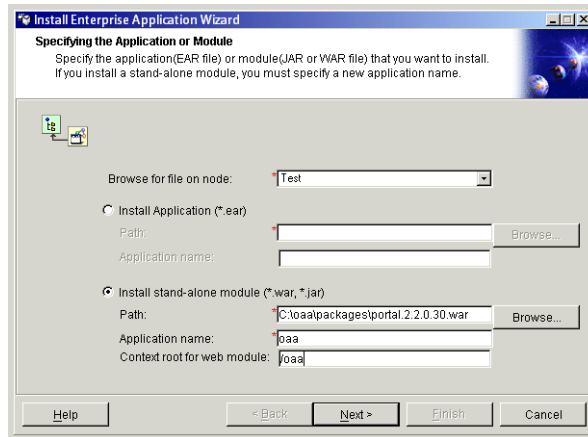 Install Enterprise Application Wizard
Specifying the Application or Module
Specify the application(EAR file) or module(JAR or WAR file) that you want to install.
If you install a stand-alone module, you must specify a new application name.
Browse for file on node: *Test
Install Application (*.ear)
Path: * Browse...
Application name:
Install stand-alone module (*.war, *.jar)
Path: *C:\oaa\packages\portal.2.2.0.30.war Browse...
Application name: *oaa
Context root for web module: /oaa
Help < Back Next > Finish Cancel